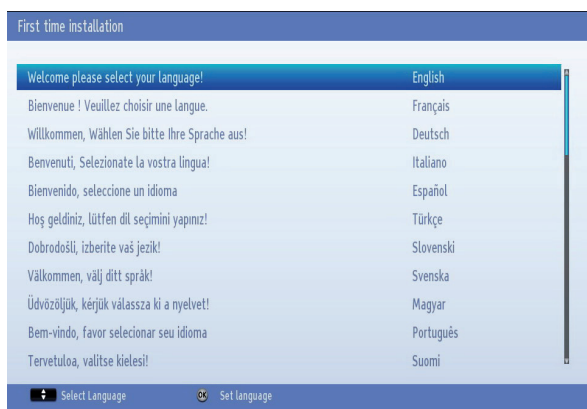 First time installation
Welcome please select your language! English
Bienvenue ! Veuillez choisir une langue. Français
Willkommen, Wählen Sie bitte Ihre Sprache aus! Deutsch
Benvenuti, Selezionate la vostra lingua! Italiano
Bienvenido, seleccione un idioma Español
Hoş geldiniz, lütfen dil seçimini yapınız! Türkçe
Dobrodošli, izberite vaš jezik! Slovenski
Välkommen, välj ditt språk! Svenska
Üdvözöljük, kérjük válassza ki a nyelvet! Magyar
Bem-vindo, favor selecionar seu idioma Português
Tervetuloa, valitse kielesi! Suomi
Select Language OK Set language